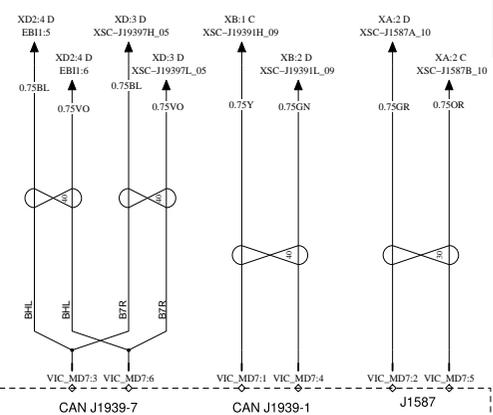 XD2:4 D
EBI1:5
XD2:4 D
EBI1:6
XD:3 D
XSC-J19397H_05
XD:3 D
XSC-J19397L_05
XB:1 C
XSC-J19391H_09
XB:2 D
XSC-J19391L_09
XA:2 D
XSC-J1587A_10
XA:2 C
XSC-J1587B_10
0.75BL
0.75VO
0.75BL
0.75VO
0.75Y
0.75GN
0.75GR
0.75OR
40
40
40
30
BHL
BHL
B7R
B7R
VIC_MD7:3
VIC_MD7:6
VIC_MD7:1
VIC_MD7:4
VIC_MD7:2
VIC_MD7:5
CAN J1939-7
CAN J1939-1
J1587